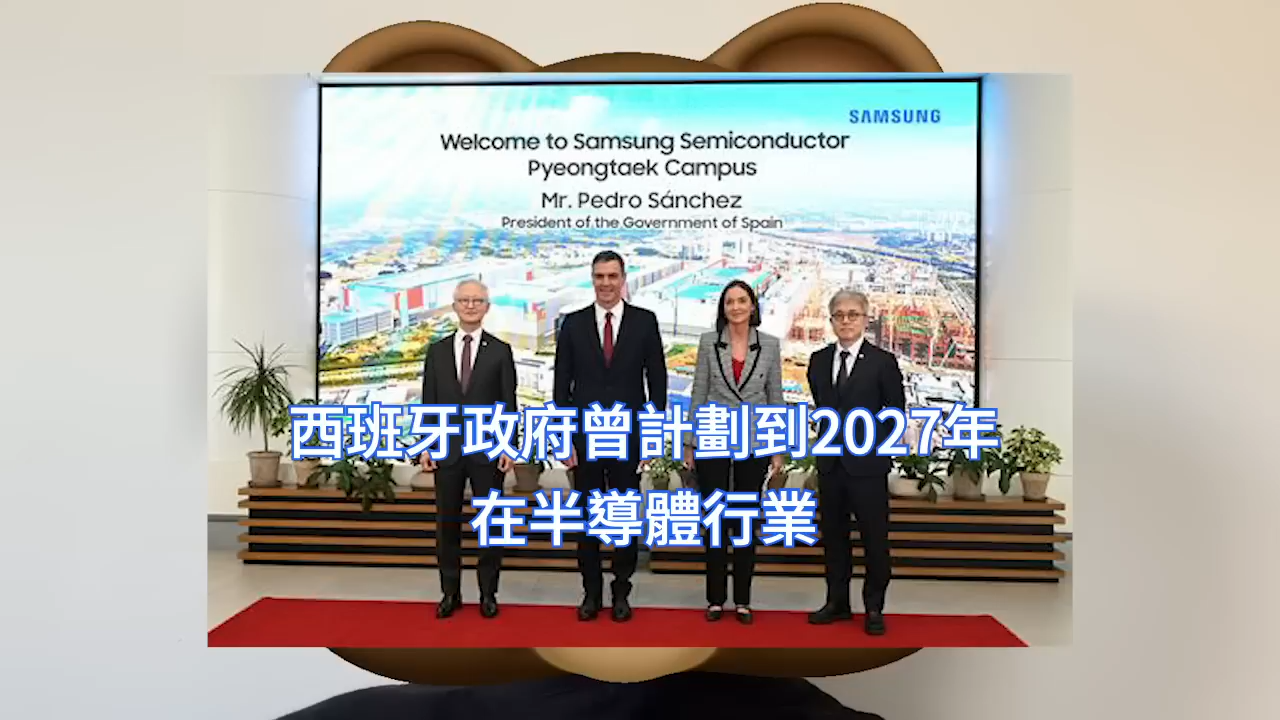 SAMSUNG
Welcome to Samsung Semiconductor
Pyeongtaek Campus
Mr. Pedro Sánchez
President of the Government of Spain
西班牙政府曾計劃到2027年
在半導體行業